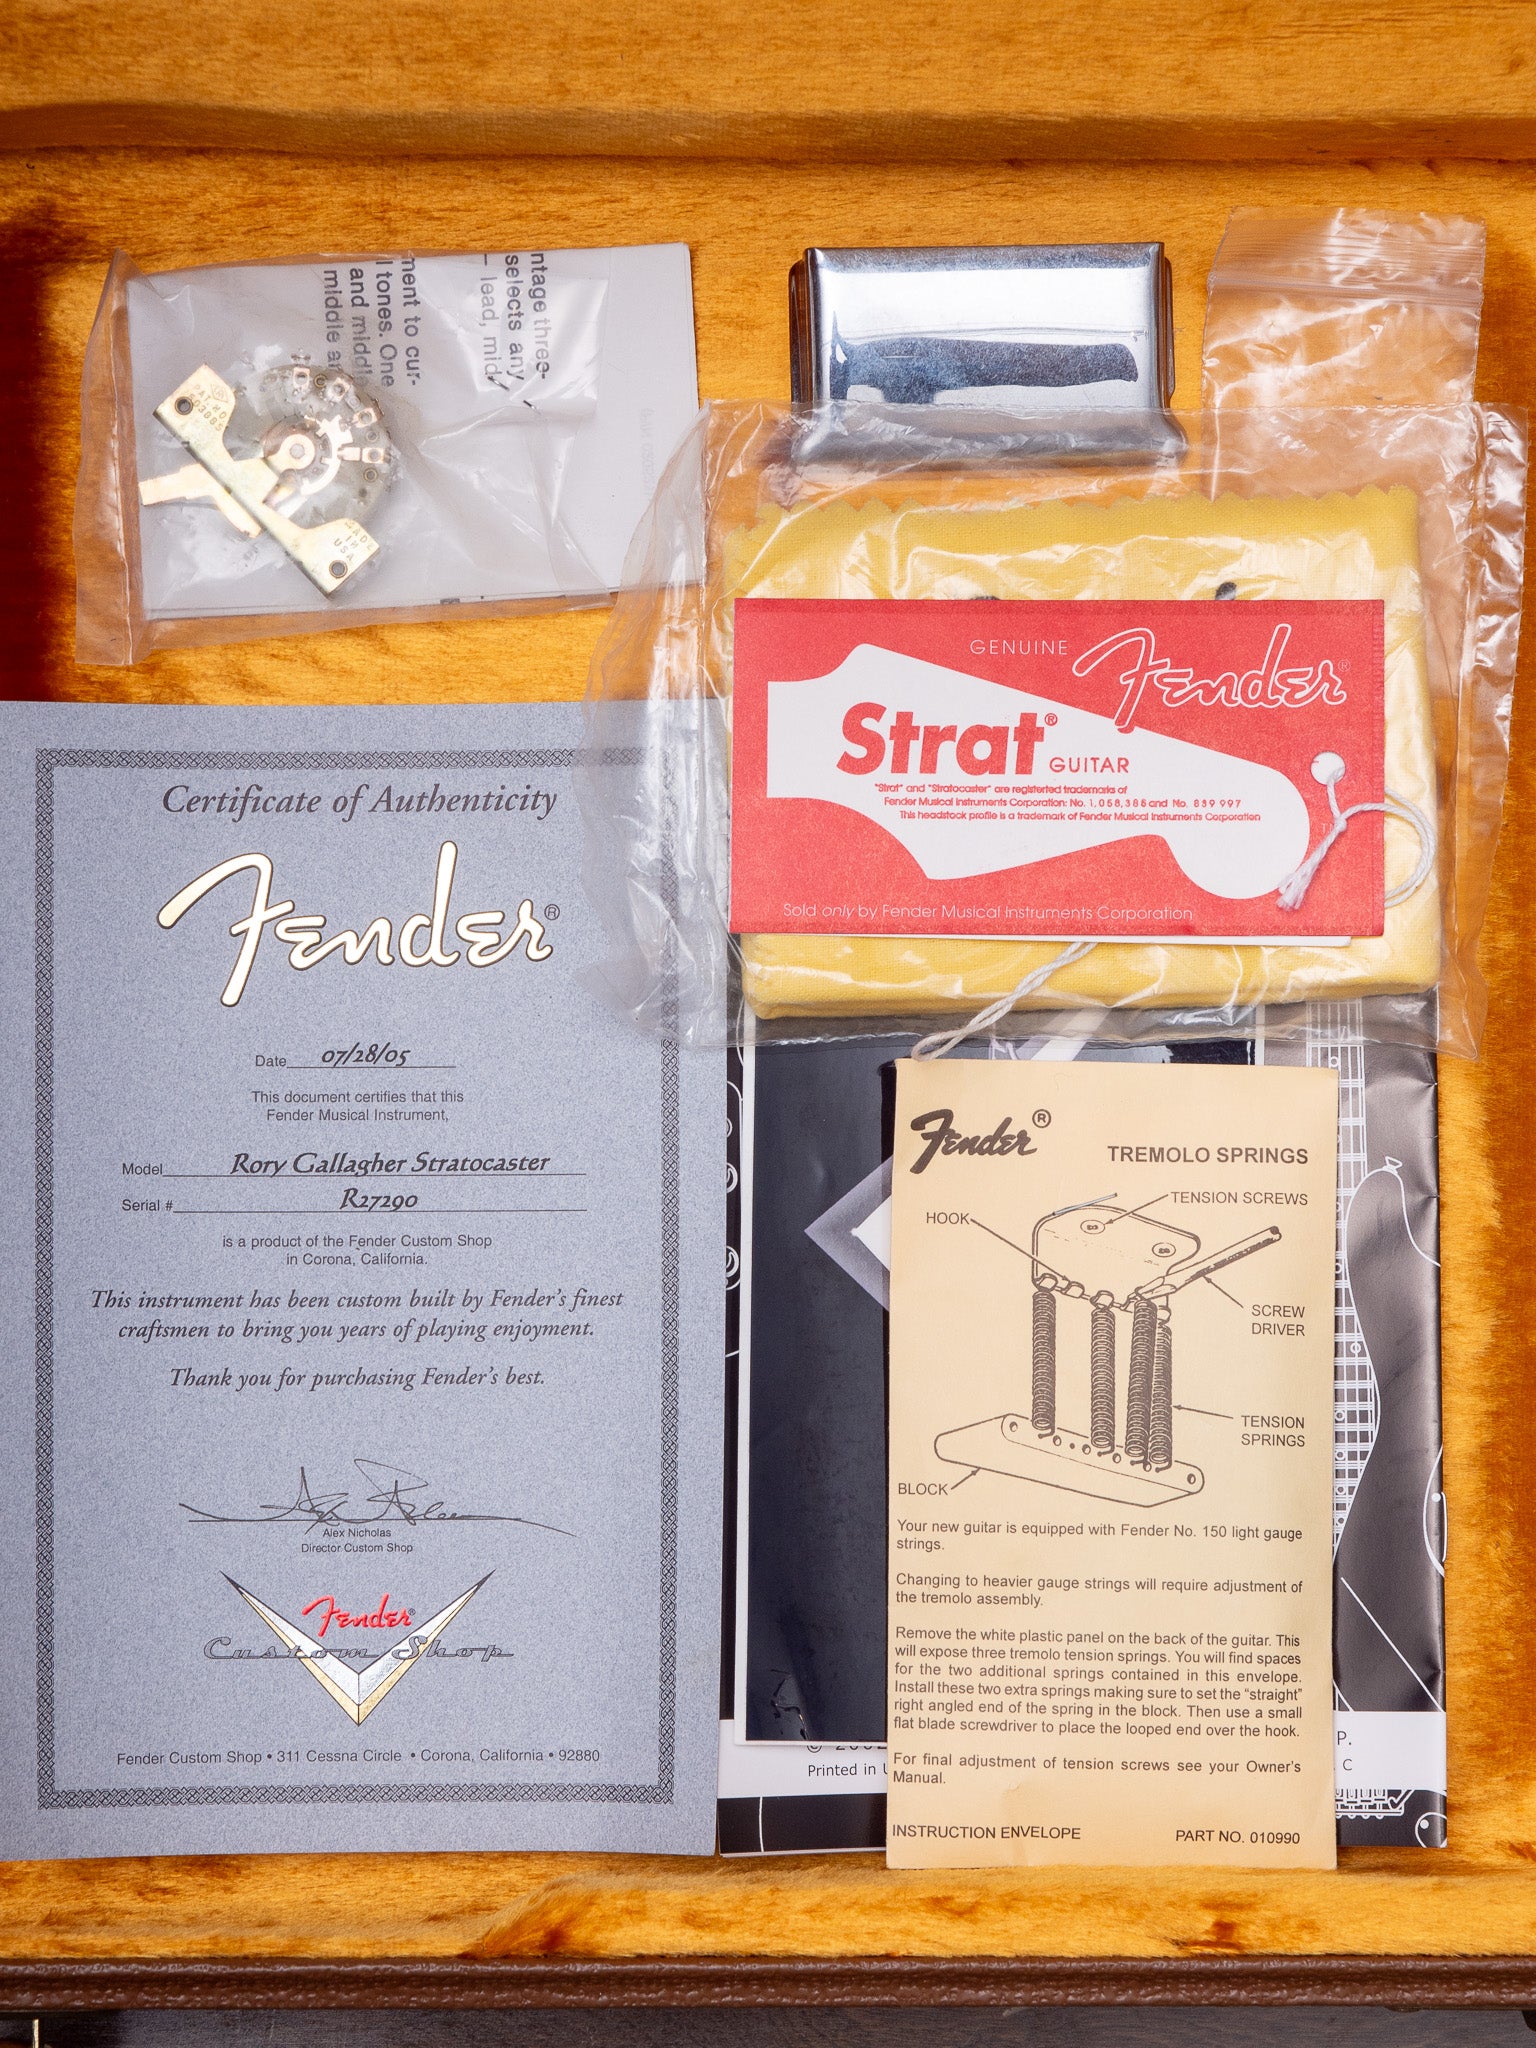 ntage three-
selects any
— lead, mid
ment to cur-
l tones. One
and middle
middle a
PAT. NO.
MADE
IN
USA
GENUINE Fender®
Strat® GUITAR
"Strat" and "Stratocaster" are registerted trademarks of
Fender Musical Instruments Corporation: No. 1,058,385 and No. 839 997
This headstock profile is a trademark of Fender Musical Instruments Corporation
Sold only by Fender Musical Instruments Corporation
Certificate of Authenticity
Fender®
Date 07/28/05
This document certifies that this
Fender Musical Instrument,
Model Rory Gallagher Stratocaster
Serial # R27290
is a product of the Fender Custom Shop
in Corona, California.
This instrument has been custom built by Fender's finest
craftsmen to bring you years of playing enjoyment.
Thank you for purchasing Fender's best.
Alex Nicholas
Director Custom Shop
Fender®
Custom Shop
Fender Custom Shop • 311 Cessna Circle • Corona, California • 92880
Fender® TREMOLO SPRINGS
TENSION SCREWS
HOOK
SCREW
DRIVER
TENSION
SPRINGS
BLOCK
Your new guitar is equipped with Fender No. 150 light gauge
strings.
Changing to heavier gauge strings will require adjustment of
the tremolo assembly.
Remove the white plastic panel on the back of the guitar. This
will expose three tremolo tension springs. You will find spaces
for the two additional springs contained in this envelope.
Install these two extra springs making sure to set the "straight"
right angled end of the spring in the block. Then use a small
flat blade screwdriver to place the looped end over the hook.
For final adjustment of tension screws see your Owner's
Manual.
INSTRUCTION ENVELOPE PART NO. 010990
P.
Printed in U
C